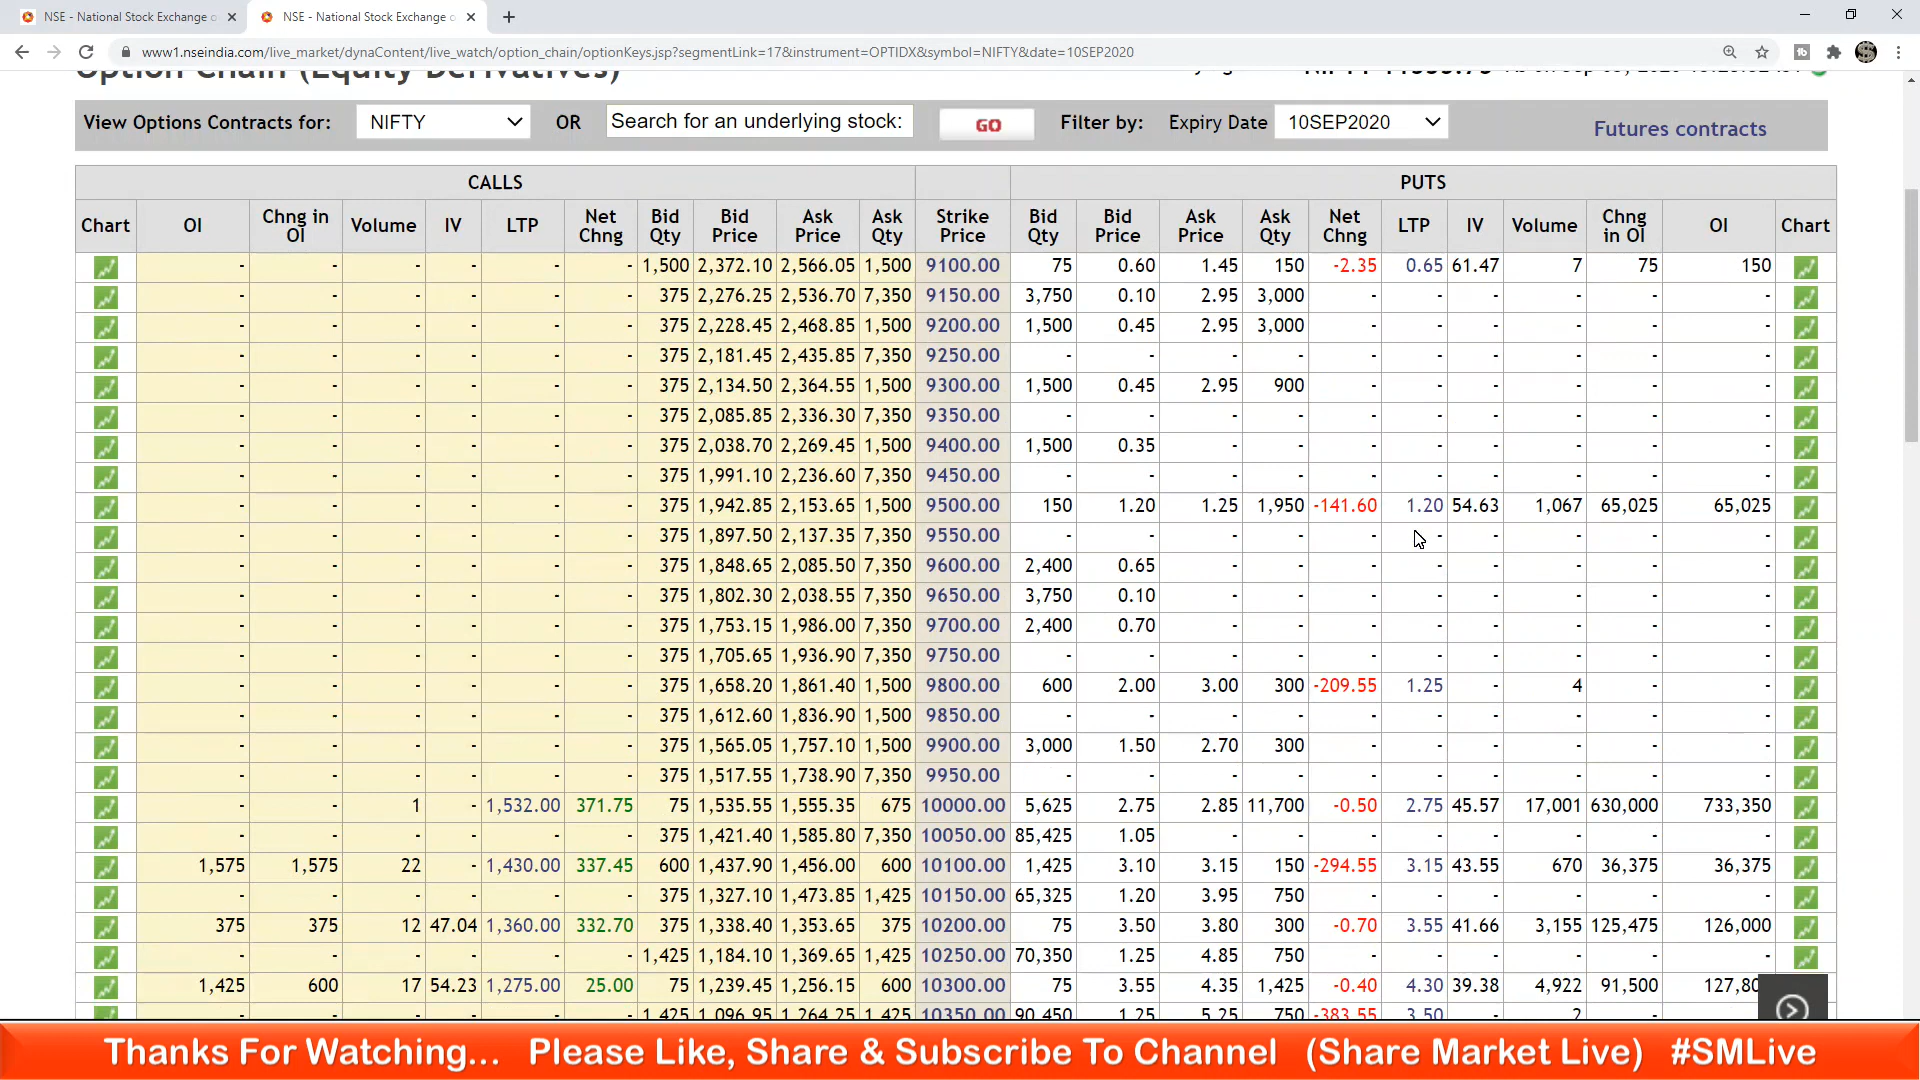 NSE - National Stock Exchange o
NSE - National Stock Exchange o
www1.nseindia.com/live_market/dynaContent/live_watch/option_chain/optionKeys.jsp?segmentLink=17&instrument=OPTIDX&symbol=NIFTY&date=10SEP2020
Option Chain (Equity Derivatives)
View Options Contracts for: NIFTY OR Search for an underlying stock: GO Filter by: Expiry Date 10SEP2020 Futures contracts
CALLS PUTS
Chart OI Chng in OI Volume IV LTP Net Chng Bid Qty Bid Price Ask Price Ask Qty Strike Price Bid Qty Bid Price Ask Price Ask Qty Net Chng LTP IV Volume Chng in OI OI Chart
- - - - - - 1,500 2,372.10 2,566.05 1,500 9100.00 75 0.60 1.45 150 -2.35 0.65 61.47 7 75 150
- - - - - - 375 2,276.25 2,536.70 7,350 9150.00 3,750 0.10 2.95 3,000 - - - - - -
- - - - - - 375 2,228.45 2,468.85 1,500 9200.00 1,500 0.45 2.95 3,000 - - - - - -
- - - - - - 375 2,181.45 2,435.85 7,350 9250.00 - - - - - - - - - -
- - - - - - 375 2,134.50 2,364.55 1,500 9300.00 1,500 0.45 2.95 900 - - - - - -
- - - - - - 375 2,085.85 2,336.30 7,350 9350.00 - - - - - - - - - -
- - - - - - 375 2,038.70 2,269.45 1,500 9400.00 1,500 0.35 - - - - - - - -
- - - - - - 375 1,991.10 2,236.60 7,350 9450.00 - - - - - - - - - -
- - - - - - 375 1,942.85 2,153.65 1,500 9500.00 150 1.20 1.25 1,950 -141.60 1.20 54.63 1,067 65,025 65,025
- - - - - - 375 1,897.50 2,137.35 7,350 9550.00 - - - - - - - - - -
- - - - - - 375 1,848.65 2,085.50 7,350 9600.00 2,400 0.65 - - - - - - - -
- - - - - - 375 1,802.30 2,038.55 7,350 9650.00 3,750 0.10 - - - - - - - -
- - - - - - 375 1,753.15 1,986.00 7,350 9700.00 2,400 0.70 - - - - - - - -
- - - - - - 375 1,705.65 1,936.90 7,350 9750.00 - - - - - - - - - -
- - - - - - 375 1,658.20 1,861.40 1,500 9800.00 600 2.00 3.00 300 -209.55 1.25 - 4 - -
- - - - - - 375 1,612.60 1,836.90 1,500 9850.00 - - - - - - - - - -
- - - - - - 375 1,565.05 1,757.10 1,500 9900.00 3,000 1.50 2.70 300 - - - - - -
- - - - - - 375 1,517.55 1,738.90 7,350 9950.00 - - - - - - - - - -
- - 1 - 1,532.00 371.75 75 1,535.55 1,555.35 675 10000.00 5,625 2.75 2.85 11,700 -0.50 2.75 45.57 17,001 630,000 733,350
- - - - - - 375 1,421.40 1,585.80 7,350 10050.00 85,425 1.05 - - - - - - - -
1,575 1,575 22 - 1,430.00 337.45 600 1,437.90 1,456.00 600 10100.00 1,425 3.10 3.15 150 -294.55 3.15 43.55 670 36,375 36,375
- - - - - - 375 1,327.10 1,473.85 1,425 10150.00 65,325 1.20 3.95 750 - - - - - -
375 375 12 47.04 1,360.00 332.70 375 1,338.40 1,353.65 375 10200.00 75 3.50 3.80 300 -0.70 3.55 41.66 3,155 125,475 126,000
- - - - - - 1,425 1,184.10 1,369.65 1,425 10250.00 70,350 1.25 4.85 750 - - - - - -
1,425 600 17 54.23 1,275.00 25.00 75 1,239.45 1,256.15 600 10300.00 75 3.55 4.35 1,425 -0.40 4.30 39.38 4,922 91,500 127,80
- - - - - - 1,425 1,096.95 1,264.25 1,425 10350.00 90,450 1.25 5.25 750 -383.55 3.50 - 2 - -
Thanks For Watching... Please Like, Share & Subscribe To Channel (Share Market Live) #SMLive